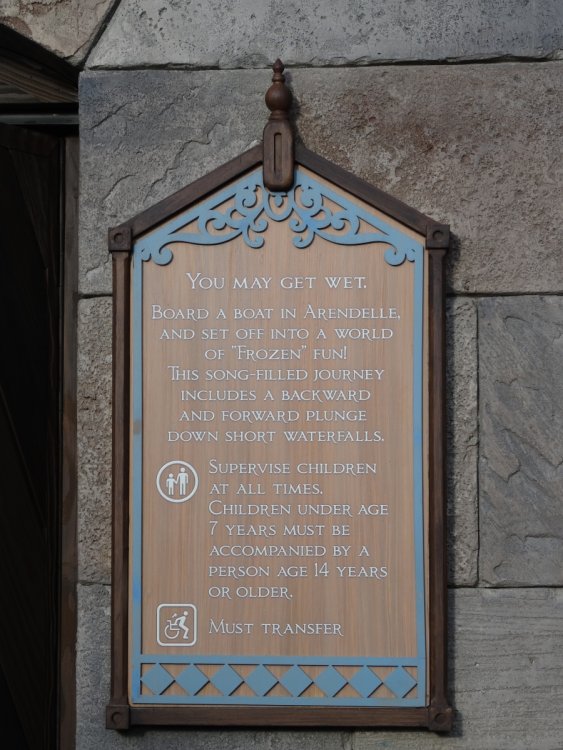 You may get wet.
Board a boat in Arendelle,
and set off into a world
of "Frozen" fun!
This song-filled journey
includes a backward
and forward plunge
down short waterfalls.
Supervise children
at all times.
Children under age
7 years must be
accompanied by a
person age 14 years
or older.
Must transfer